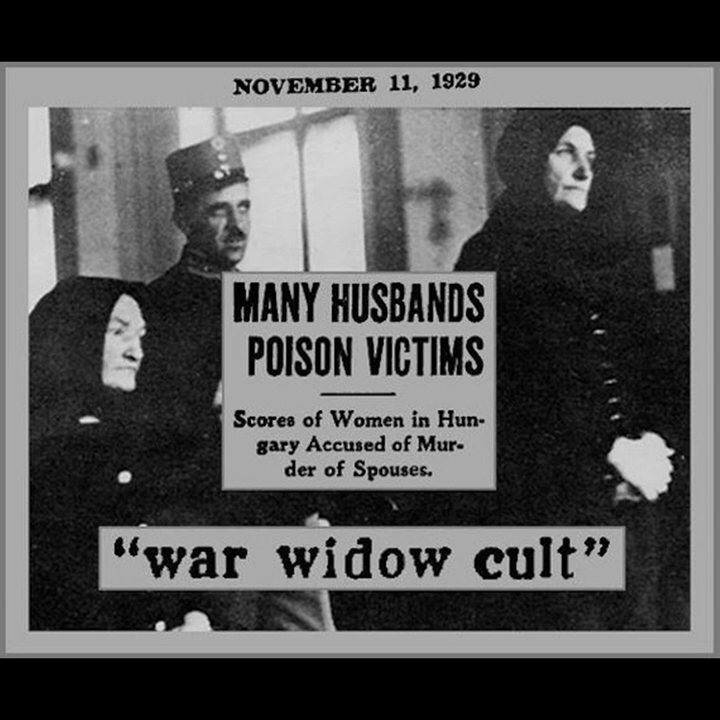 NOVEMBER 11, 1929
MANY HUSBANDS
POISON VICTIMS
Scores of Women in Hun-
gary Accused of Mur-
der of Spouses.
“war widow cult”